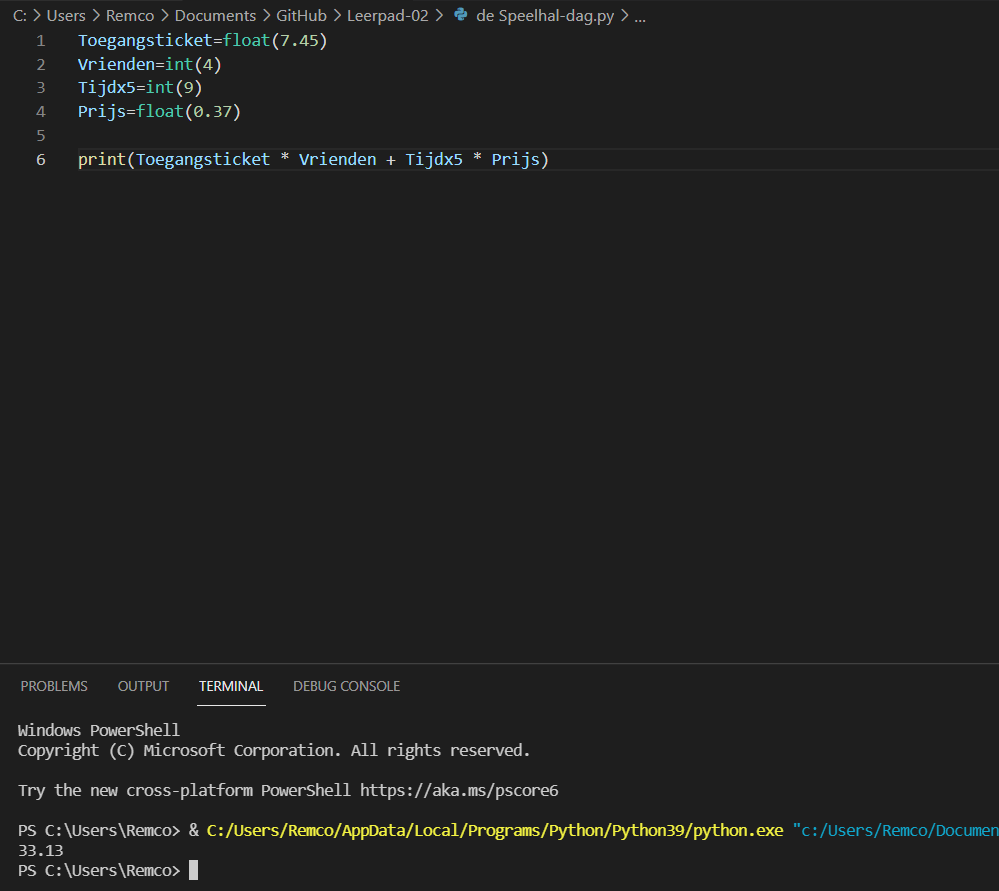 C: > Users > Remco > Documents > GitHub > Leerpad-02 > de Speelhal-dag.py > ...
1 Toegangsticket=float(7.45)
2 Vrienden=int(4)
3 Tijdx5=int(9)
4 Prijs=float(0.37)
5
6 print(Toegangsticket * Vrienden + Tijdx5 * Prijs)
PROBLEMS OUTPUT TERMINAL DEBUG CONSOLE
Windows PowerShell
Copyright (C) Microsoft Corporation. All rights reserved.
Try the new cross-platform PowerShell https://aka.ms/pscore6
PS C:\Users\Remco> & C:/Users/Remco/AppData/Local/Programs/Python/Python39/python.exe "c:/Users/Remco/Documen
33.13
PS C:\Users\Remco>